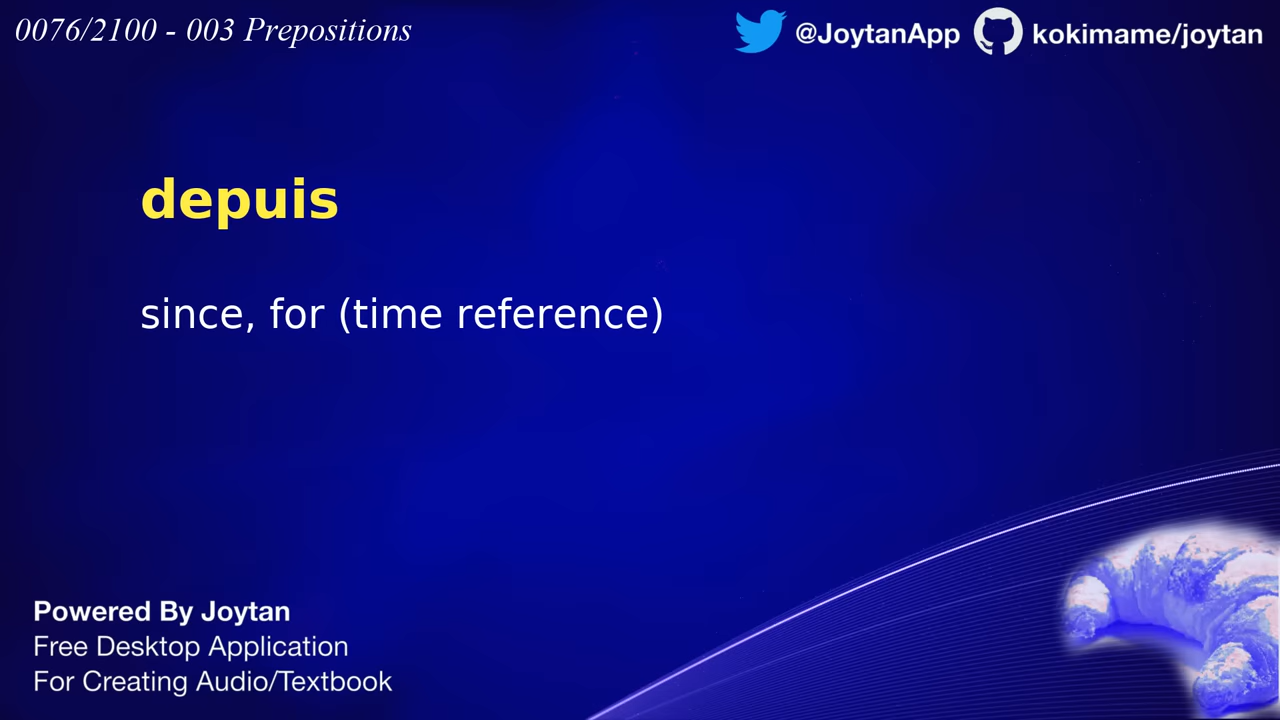 0076/2100 - 003 Prepositions
@JoytanApp
kokimame/joytan
depuis
since, for (time reference)
Powered By Joytan
Free Desktop Application
For Creating Audio/Textbook